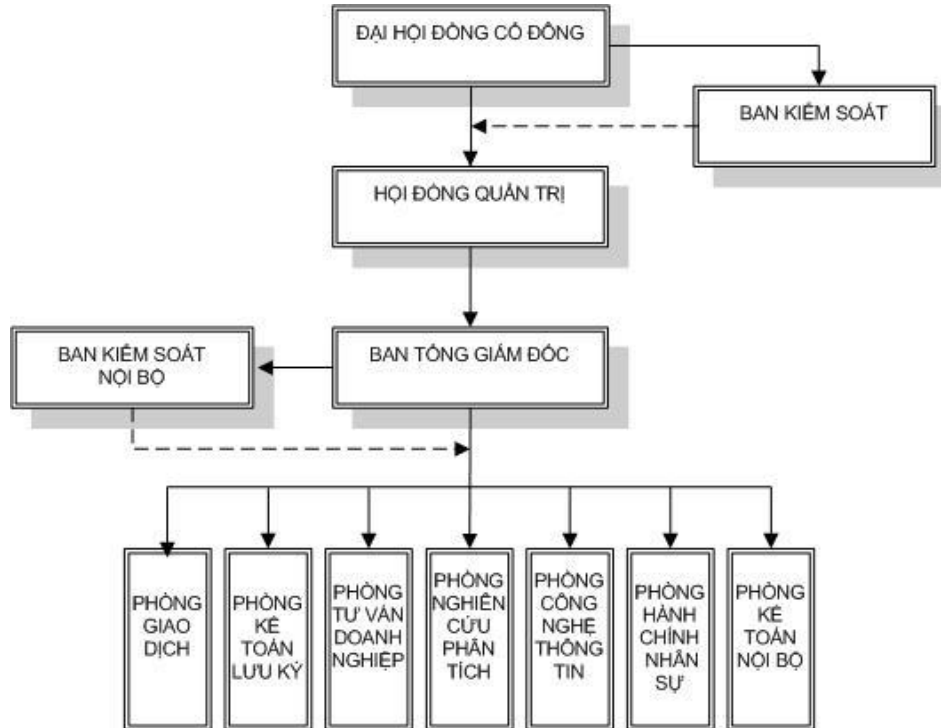 ĐẠI HỘI ĐỒNG CỔ ĐÔNG
BAN KIỂM SOÁT
HỘI ĐỒNG QUẢN TRỊ
BAN KIỂM SOÁT
NỘI BỘ
BAN TỔNG GIÁM ĐỐC
PHÒNG
GIAO
DỊCH
PHÒNG
KẾ
TOÁN
LƯU KÝ
PHÒNG
TƯ VẤN
DOANH
NGHIỆP
PHÒNG
NGHIÊN
CỨU
PHÂN
TÍCH
PHÒNG
CÔNG
NGHỆ
THÔNG
TIN
PHÒNG
HÀNH
CHÍNH
NHÂN
SỰ
PHÒNG
KẾ
TOÁN
NỘI BỘ